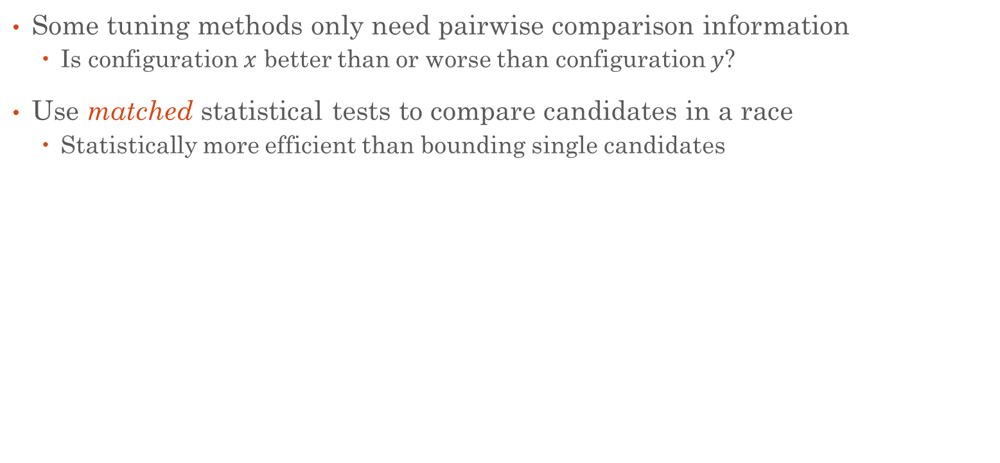 • Some tuning methods only need pairwise comparison information
• Is configuration x better than or worse than configuration y?
• Use matched statistical tests to compare candidates in a race
• Statistically more efficient than bounding single candidates